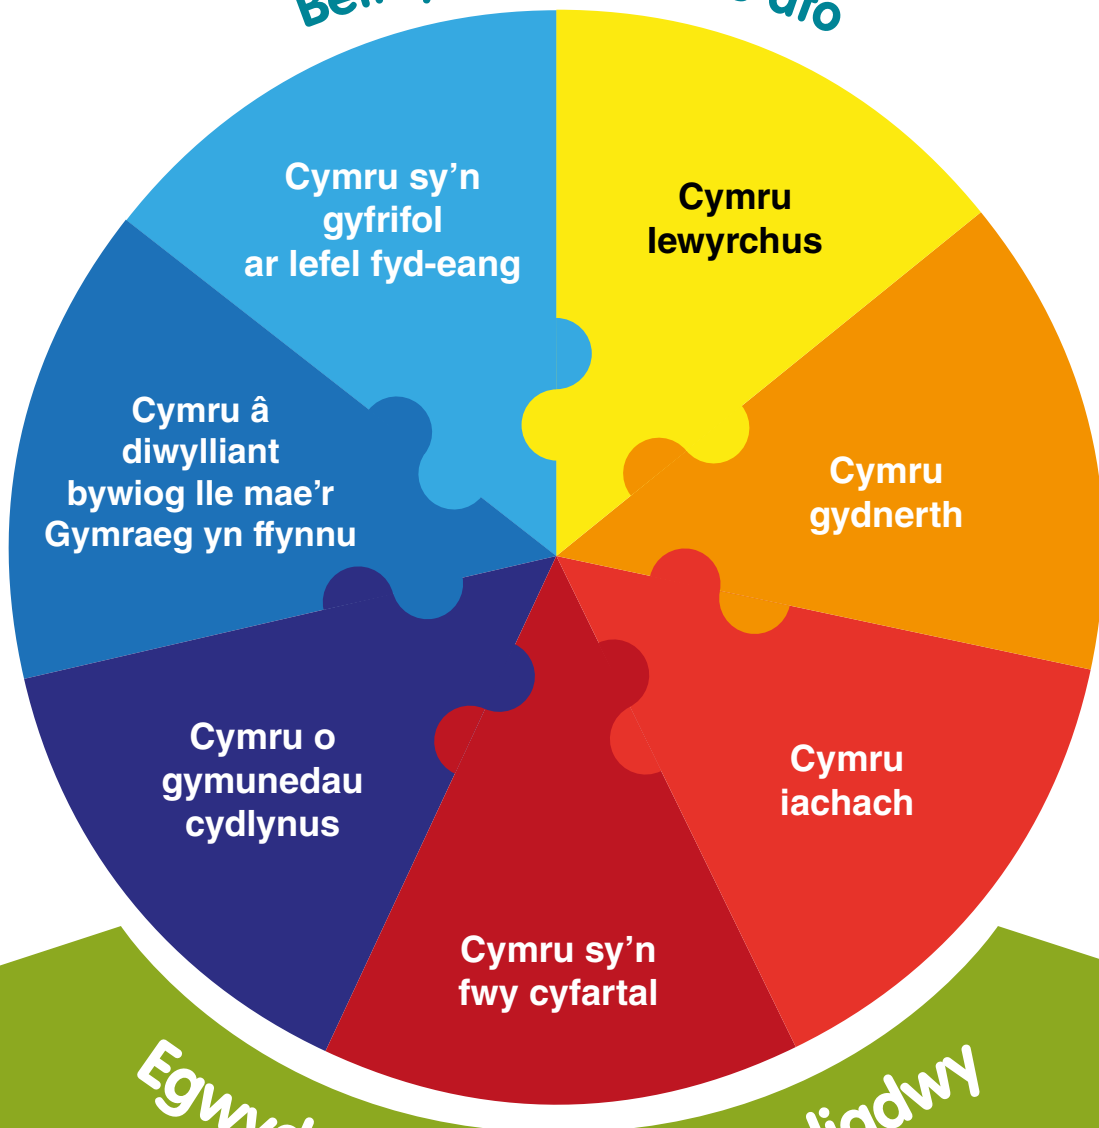 Cymru sy’n
gyfrifol
ar lefel fyd-eang
Cymru
lewyrchus
Cymru â
diwylliant
bywiog lle mae’r
Gymraeg yn ffynnu
Cymru
gydnerth
Cymru o
gymunedau
cydlynus
Cymru
iachach
Cymru sy’n
fwy cyfartal